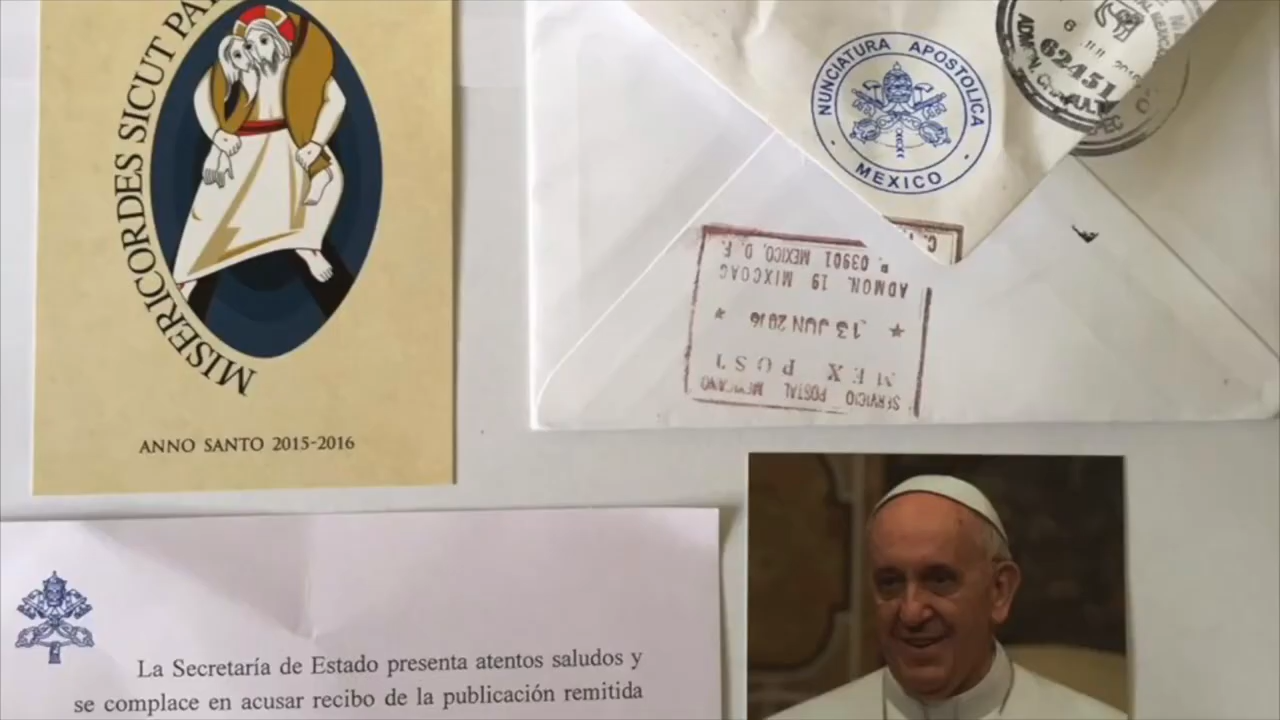 MISERICORDES SICUT PA
ANNO SANTO 2015-2016
NUNCIATURA APOSTOLICA
MEXICO
62451
SERVICIO POSTAL MEXICANO
MEX POST
★ 13 JUN 2016 ★
ADMON. 19 MIXCOAC
03901 MEXICO, D. F.
La Secretaría de Estado presenta atentos saludos y
se complace en acusar recibo de la publicación remitida